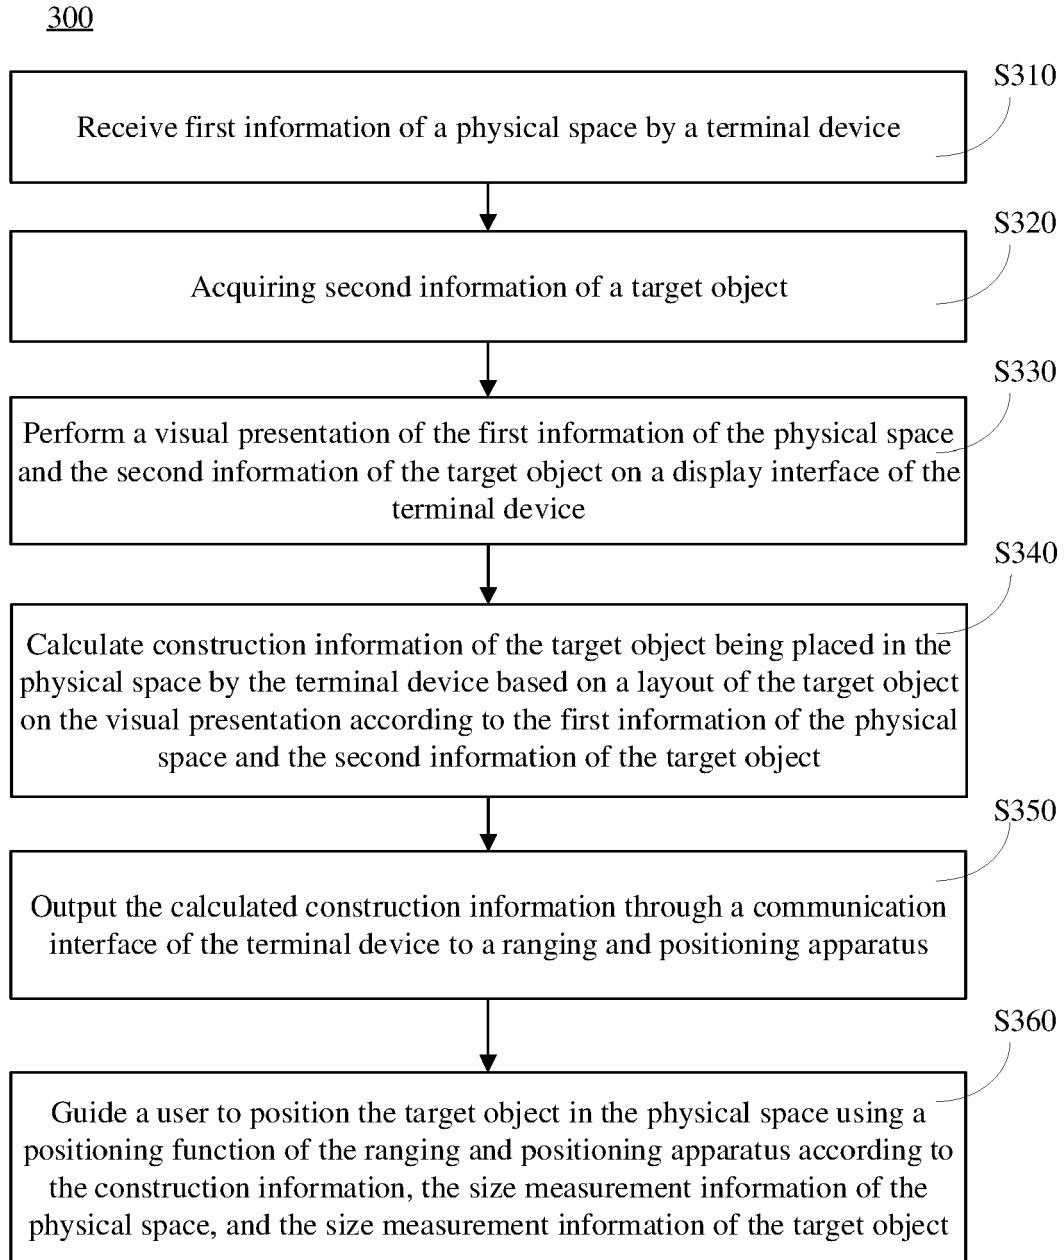 300
S310
Receive first information of a physical space by a terminal device
S320
Acquiring second information of a target object
S330
Perform a visual presentation of the first information of the physical space
and the second information of the target object on a display interface of the
terminal device
S340
Calculate construction information of the target object being placed in the
physical space by the terminal device based on a layout of the target object
on the visual presentation according to the first information of the physical
space and the second information of the target object
S350
Output the calculated construction information through a communication
interface of the terminal device to a ranging and positioning apparatus
S360
Guide a user to position the target object in the physical space using a
positioning function of the ranging and positioning apparatus according to
the construction information, the size measurement information of the
physical space, and the size measurement information of the target object